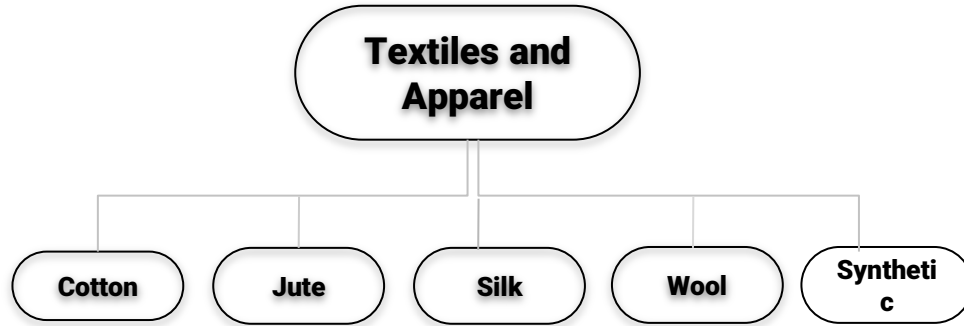 Textiles and
Apparel
Cotton
Jute
Silk
Wool
Syntheti
c